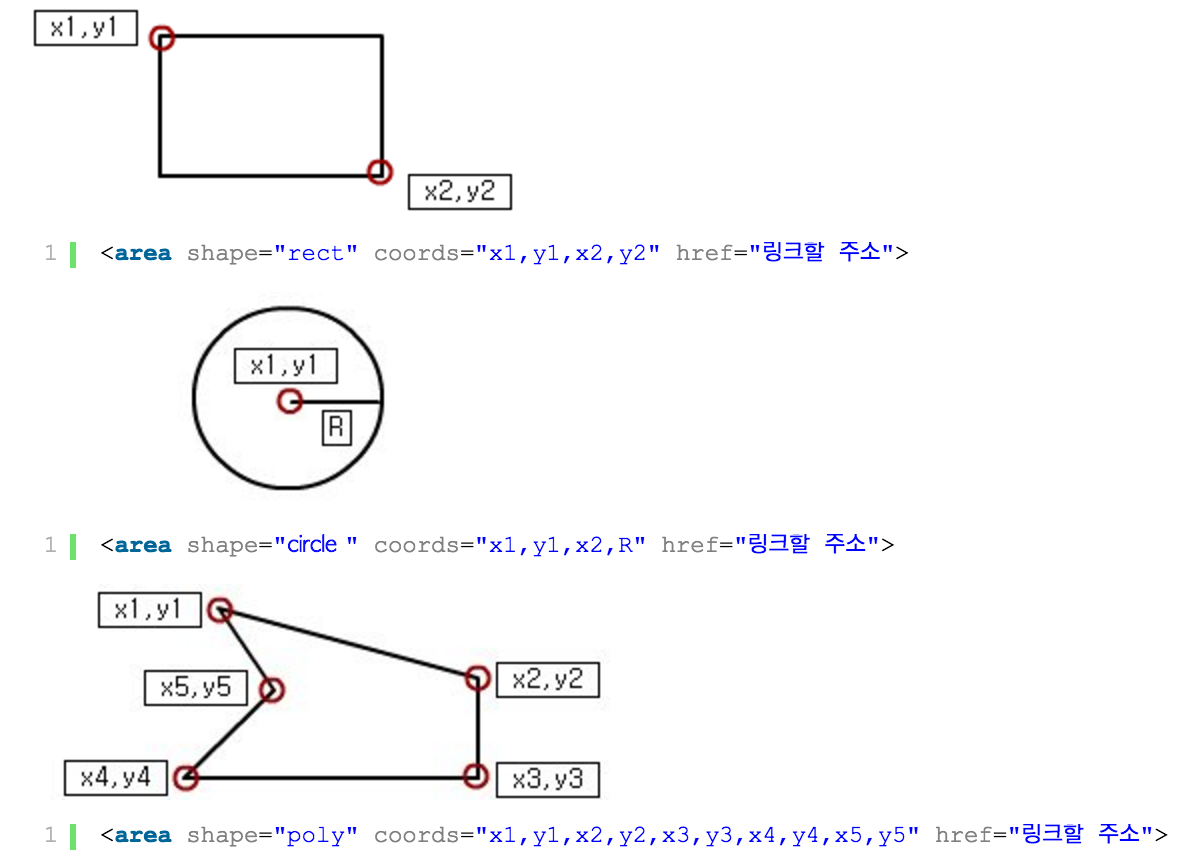 x1,y1
x2,y2
1 <area shape="rect" coords="x1,y1,x2,y2" href="링크할 주소">
x1,y1
R
1 <area shape="circle " coords="x1,y1,x2,R" href="링크할 주소">
x1,y1
x2,y2
x5,y5
x4,y4
x3,y3
1 <area shape="poly" coords="x1,y1,x2,y2,x3,y3,x4,y4,x5,y5" href="링크할 주소">